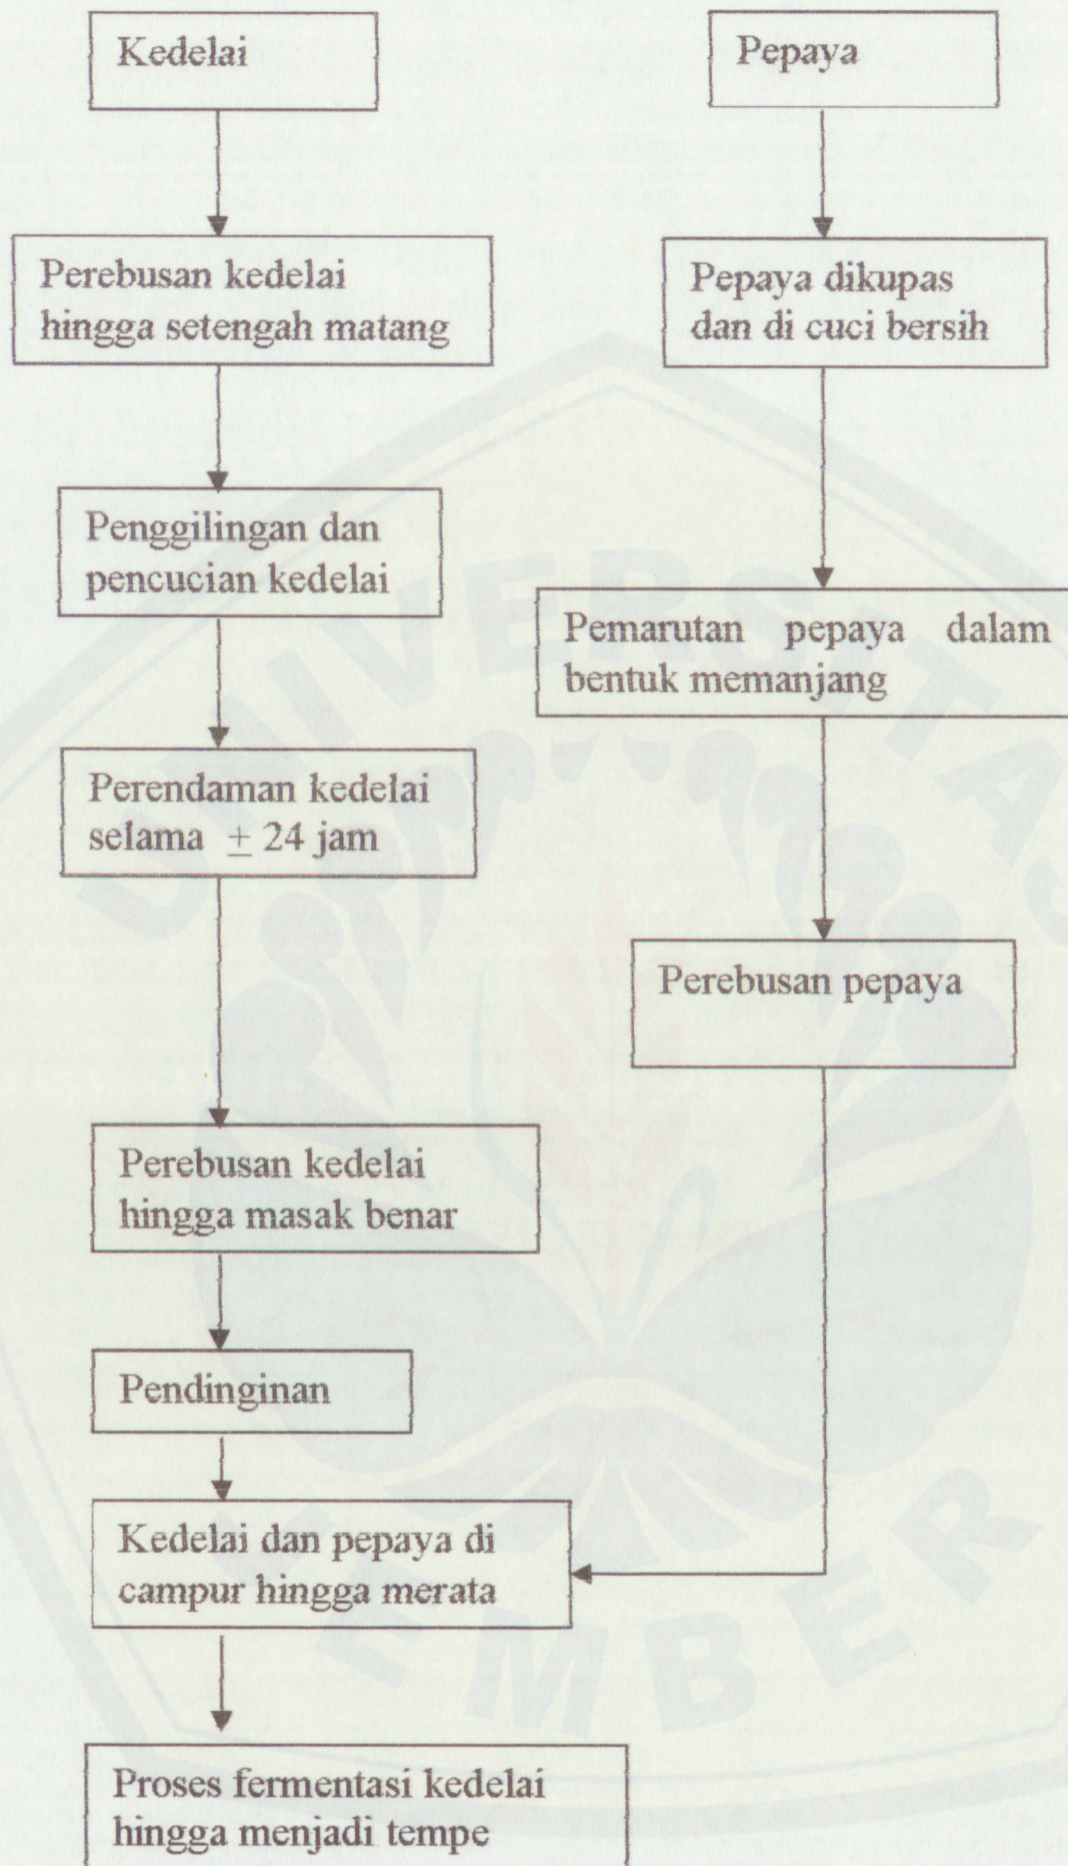 Kedelai
Perebusan kedelai
hingga setengah matang
Penggilingan dan
pencucian kedelai
Perendaman kedelai
selama ± 24 jam
Perebusan kedelai
hingga masak benar
Pendinginan
Kedelai dan pepaya di
campur hingga merata
Proses fermentasi kedelai
hingga menjadi tempe
Pepaya
Pepaya dikupas
dan di cuci bersih
Pemarutan pepaya dalam
bentuk memanjang
Perebusan pepaya
UNIVERSITAS
JEMBER